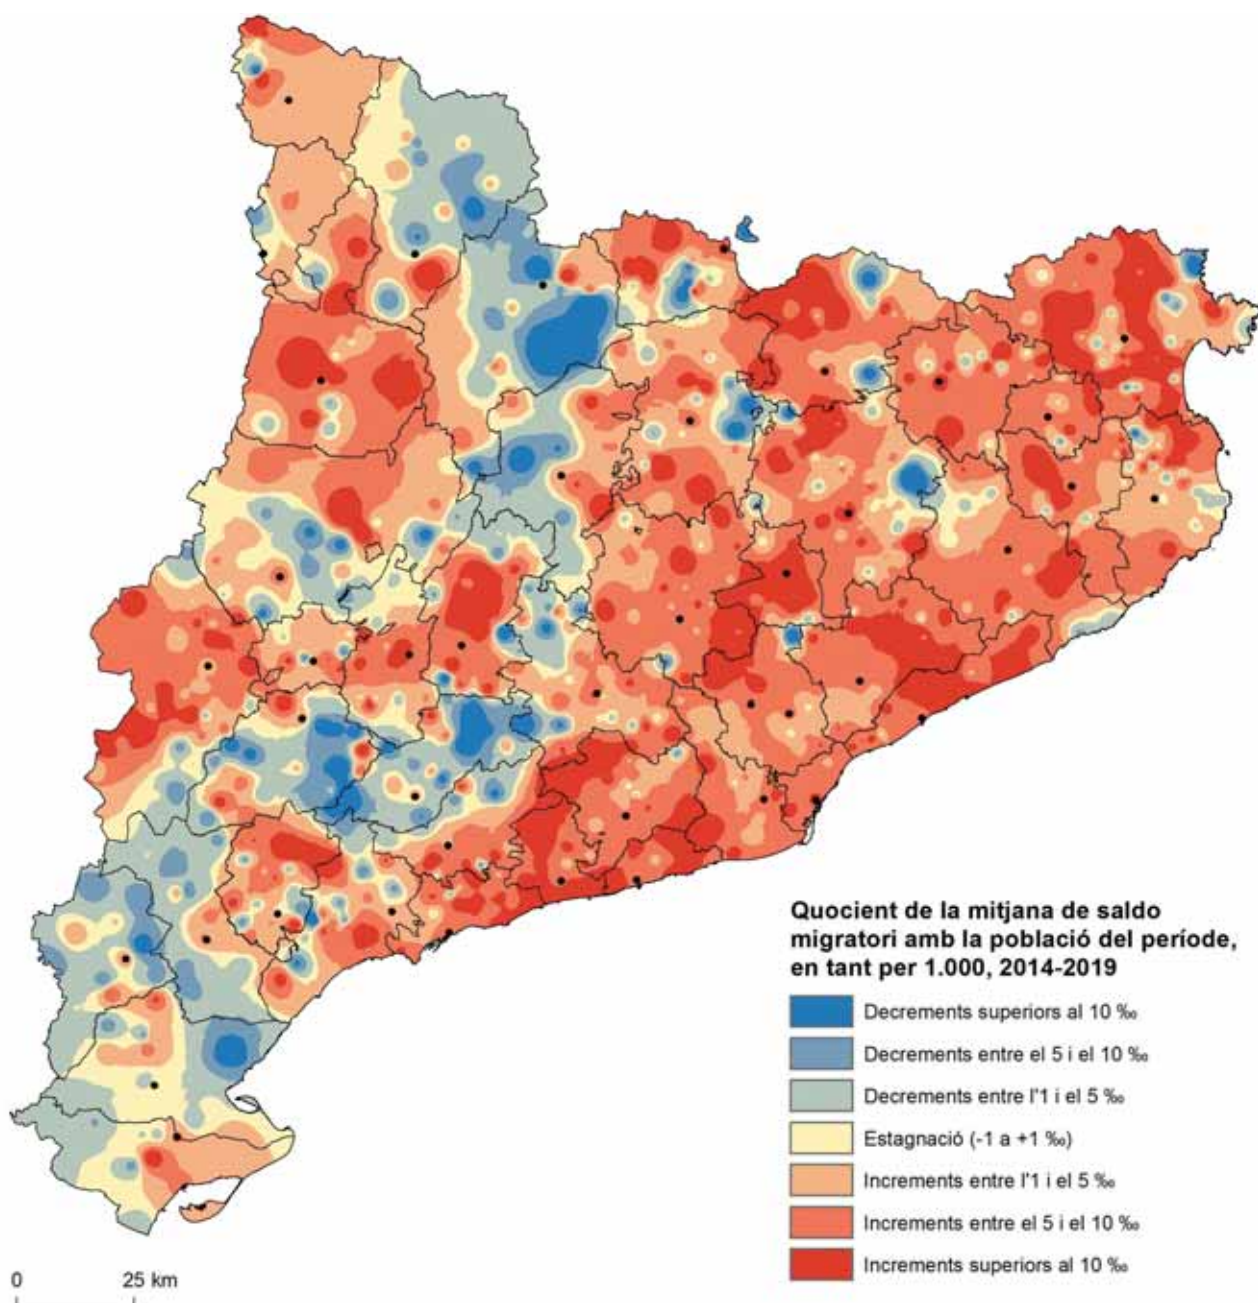 Quocient de la mitjana de saldo
migratori amb la població del període,
en tant per 1.000, 2014-2019
Decrements superiors al 10 ‰
Decrements entre el 5 i el 10 ‰
Decrements entre l'1 i el 5 ‰
Estagnació (-1 a +1 ‰)
Increments entre l'1 i el 5 ‰
Increments entre el 5 i el 10 ‰
Increments superiors al 10 ‰
0 25 km